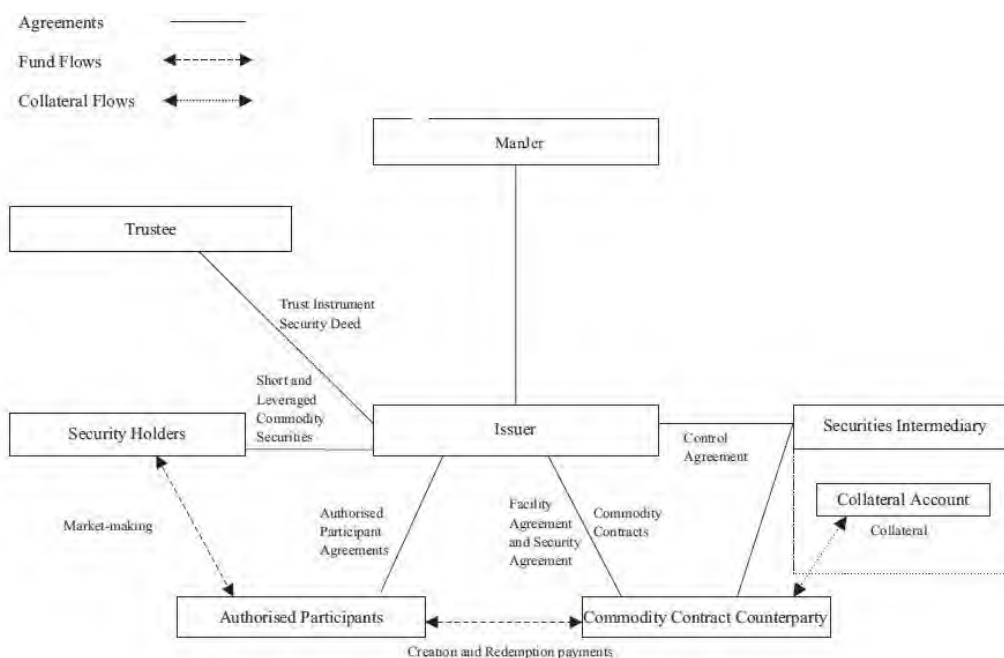 Agreements
Fund Flows
Collateral Flows
ManJer
Trustee
Trust Instrument
Security Deed
Short and
Leveraged
Commodity
Securities
Security Holders
Issuer
Control
Agreement
Securities Intermediary
Collateral Account
Collateral
Market-making
Authorised
Participant
Agreements
Facility
Agreement
and Security
Agreement
Commodity
Contracts
Authorised Participants
Commodity Contract Counterparty
Creation and Redemption payments